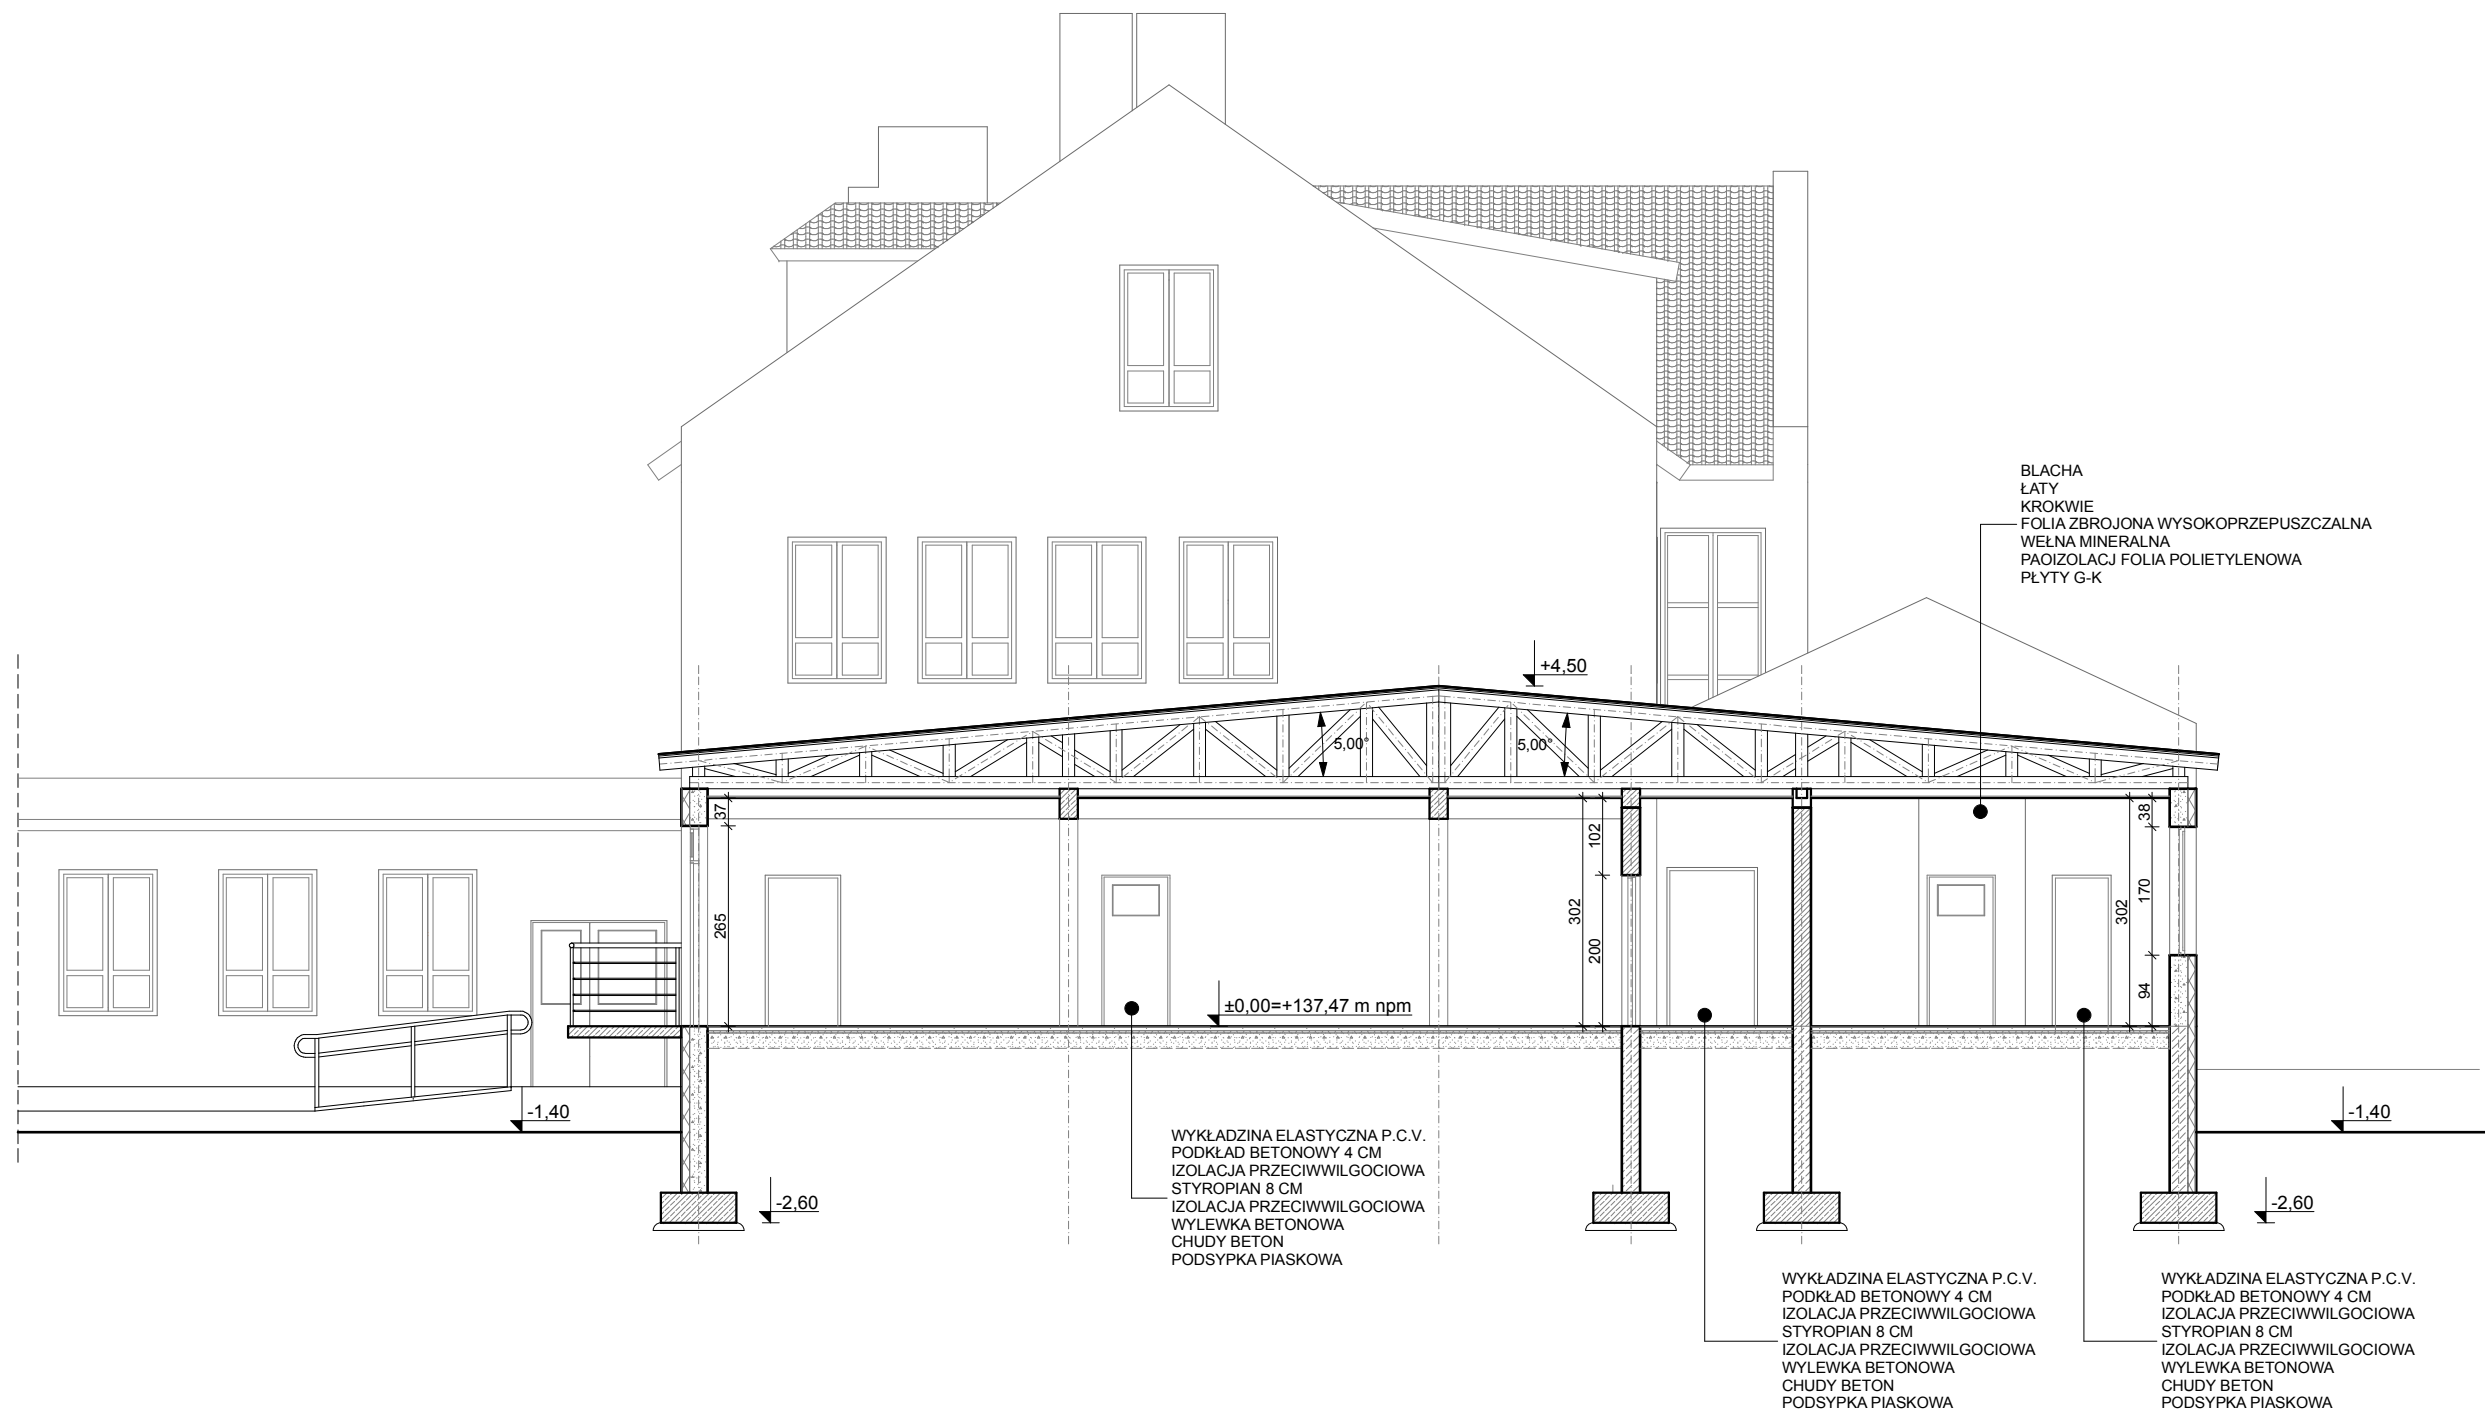 BLACHA
ŁATY
KROKWIE
FOLIA ZBROJONA WYSOKOPRZEPUSZCZALNA
WEŁNA MINERALNA
PAOIZOLACJ FOLIA POLIETYLENOWA
PŁYTY G-K
+4,50
5,00°
5,00°
37
265
102
302
200
302
38
170
94
±0,00=+137,47 m npm
-1,40
-1,40
-2,60
-2,60
WYKŁADZINA ELASTYCZNA P.C.V.
PODKŁAD BETONOWY 4 CM
IZOLACJA PRZECIWWILGOCIOWA
STYROPIAN 8 CM
IZOLACJA PRZECIWWILGOCIOWA
WYLEWKA BETONOWA
CHUDY BETON
PODSYPKA PIASKOWA
WYKŁADZINA ELASTYCZNA P.C.V.
PODKŁAD BETONOWY 4 CM
IZOLACJA PRZECIWWILGOCIOWA
STYROPIAN 8 CM
IZOLACJA PRZECIWWILGOCIOWA
WYLEWKA BETONOWA
CHUDY BETON
PODSYPKA PIASKOWA
WYKŁADZINA ELASTYCZNA P.C.V.
PODKŁAD BETONOWY 4 CM
IZOLACJA PRZECIWWILGOCIOWA
STYROPIAN 8 CM
IZOLACJA PRZECIWWILGOCIOWA
WYLEWKA BETONOWA
CHUDY BETON
PODSYPKA PIASKOWA